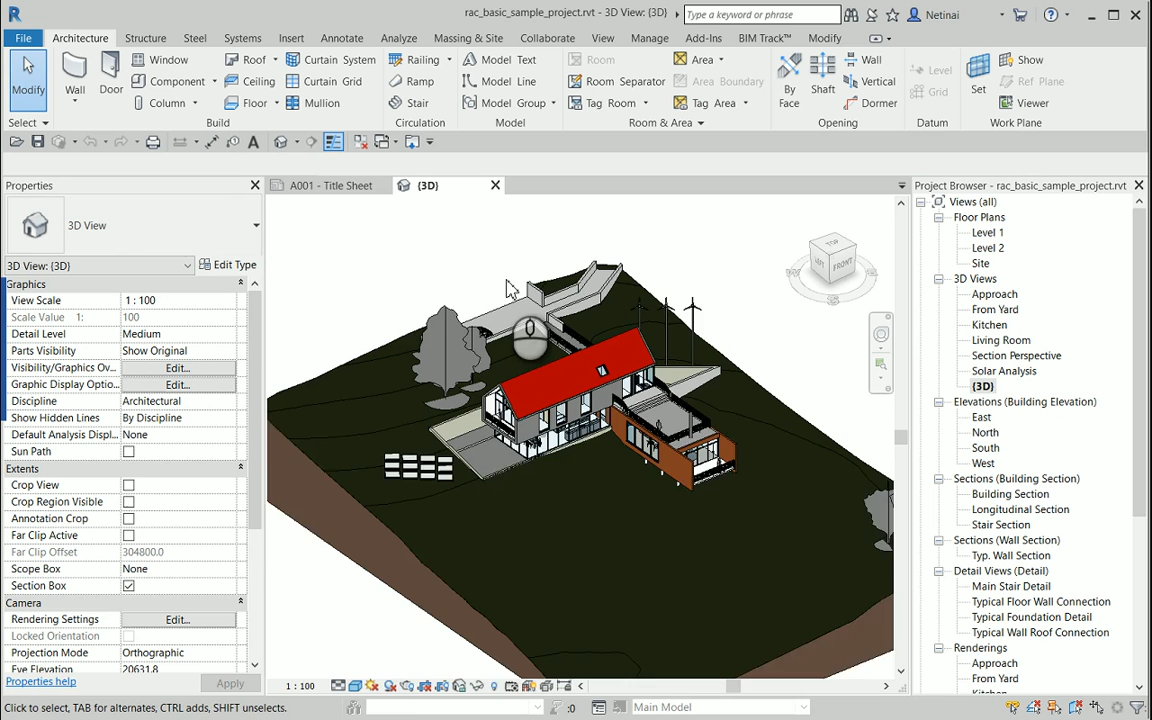 R
rac_basic_sample_project.rvt - 3D View: {3D}
Type a keyword or phrase
Netinai
File Architecture Structure Steel Systems Insert Annotate Analyze Massing & Site Collaborate View Manage Add-Ins BIM Track™ Modify
Modify
Wall
Door
Window
Component
Column
Roof
Ceiling
Floor
Curtain System
Curtain Grid
Mullion
Railing
Ramp
Stair
Model Text
Model Line
Model Group
Room
Room Separator
Tag Room
Area
Area Boundary
Tag Area
By
Face
Shaft
Wall
Vertical
Dormer
Level
Grid
Set
Show
Ref Plane
Viewer
Select Build Circulation Model Room & Area Opening Datum Work Plane
Properties
3D View
3D View: {3D}
Edit Type
Graphics
View Scale 1 : 100
Scale Value 1: 100
Detail Level Medium
Parts Visibility Show Original
Visibility/Graphics Ov... Edit...
Graphic Display Optio... Edit...
Discipline Architectural
Show Hidden Lines By Discipline
Default Analysis Displ... None
Sun Path
Extents
Crop View
Crop Region Visible
Annotation Crop
Far Clip Active
Far Clip Offset 304800.0
Scope Box None
Section Box
Camera
Rendering Settings Edit...
Locked Orientation
Projection Mode Orthographic
Eye Elevation 20631.8
Properties help
Apply
A001 - Title Sheet
{3D}
TOP
LEFT
FRONT
1 : 100
Project Browser - rac_basic_sample_project.rvt
Views (all)
Floor Plans
Level 1
Level 2
Site
3D Views
Approach
From Yard
Kitchen
Living Room
Section Perspective
Solar Analysis
{3D}
Elevations (Building Elevation)
East
North
South
West
Sections (Building Section)
Building Section
Longitudinal Section
Stair Section
Sections (Wall Section)
Typ. Wall Section
Detail Views (Detail)
Main Stair Detail
Typical Floor Wall Connection
Typical Foundation Detail
Typical Wall Roof Connection
Renderings
Approach
From Yard
Kitchen
Click to select, TAB for alternates, CTRL adds, SHIFT unselects.
:0
Main Model